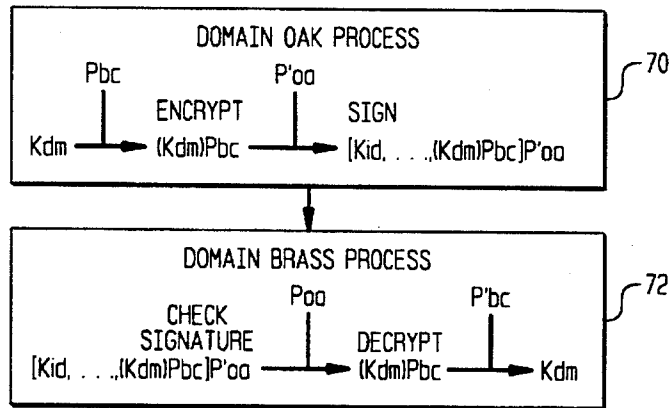 DOMAIN OAK PROCESS
70
Pbc
P'oa
ENCRYPT
SIGN
Kdm
(Kdm)Pbc
[Kid, . . .,(Kdm)Pbc]P'oa
DOMAIN BRASS PROCESS
72
Poa
P'bc
CHECK
SIGNATURE
DECRYPT
[Kid, . . .,(Kdm)Pbc]P'oa
(Kdm)Pbc
Kdm